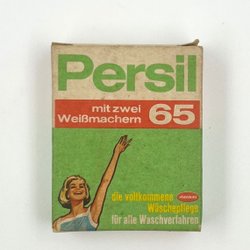 Persil
mit zwei
Weißmachern 65
die vollkommene
Wäschepflege
für alle Waschverfahren